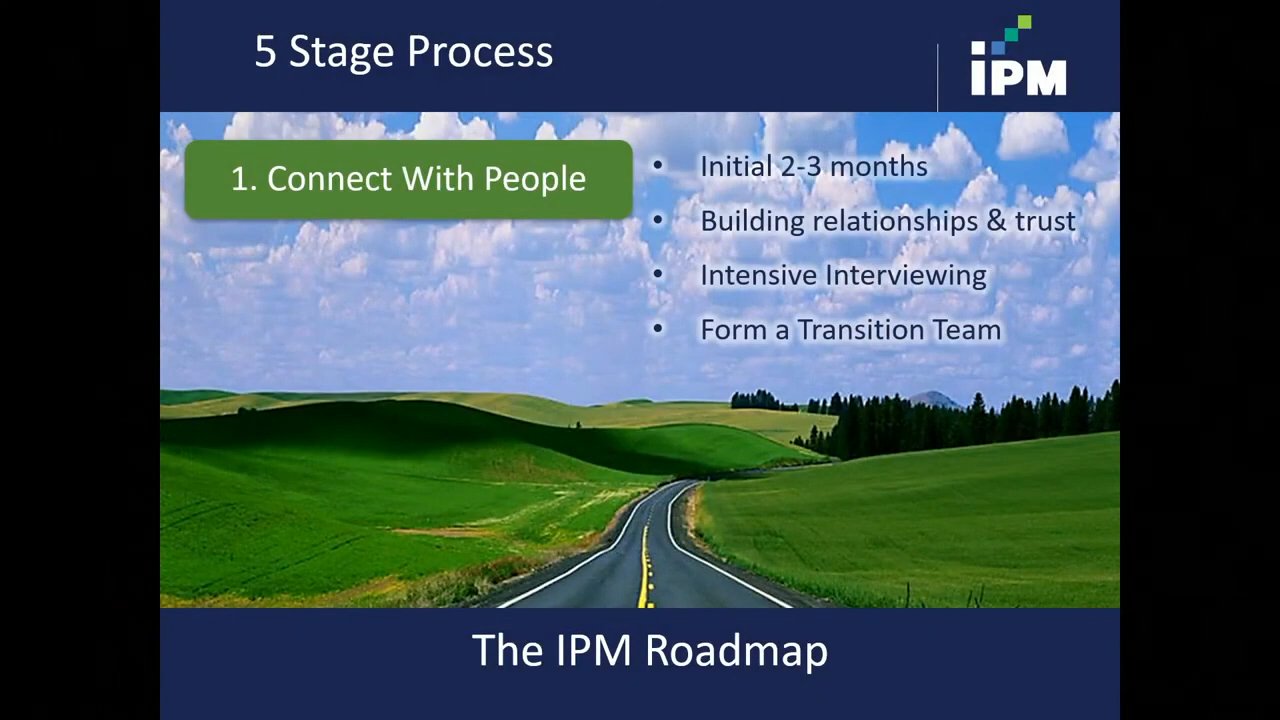 5 Stage Process
iPM
1. Connect With People
• Initial 2-3 months
• Building relationships & trust
• Intensive Interviewing
• Form a Transition Team
The IPM Roadmap